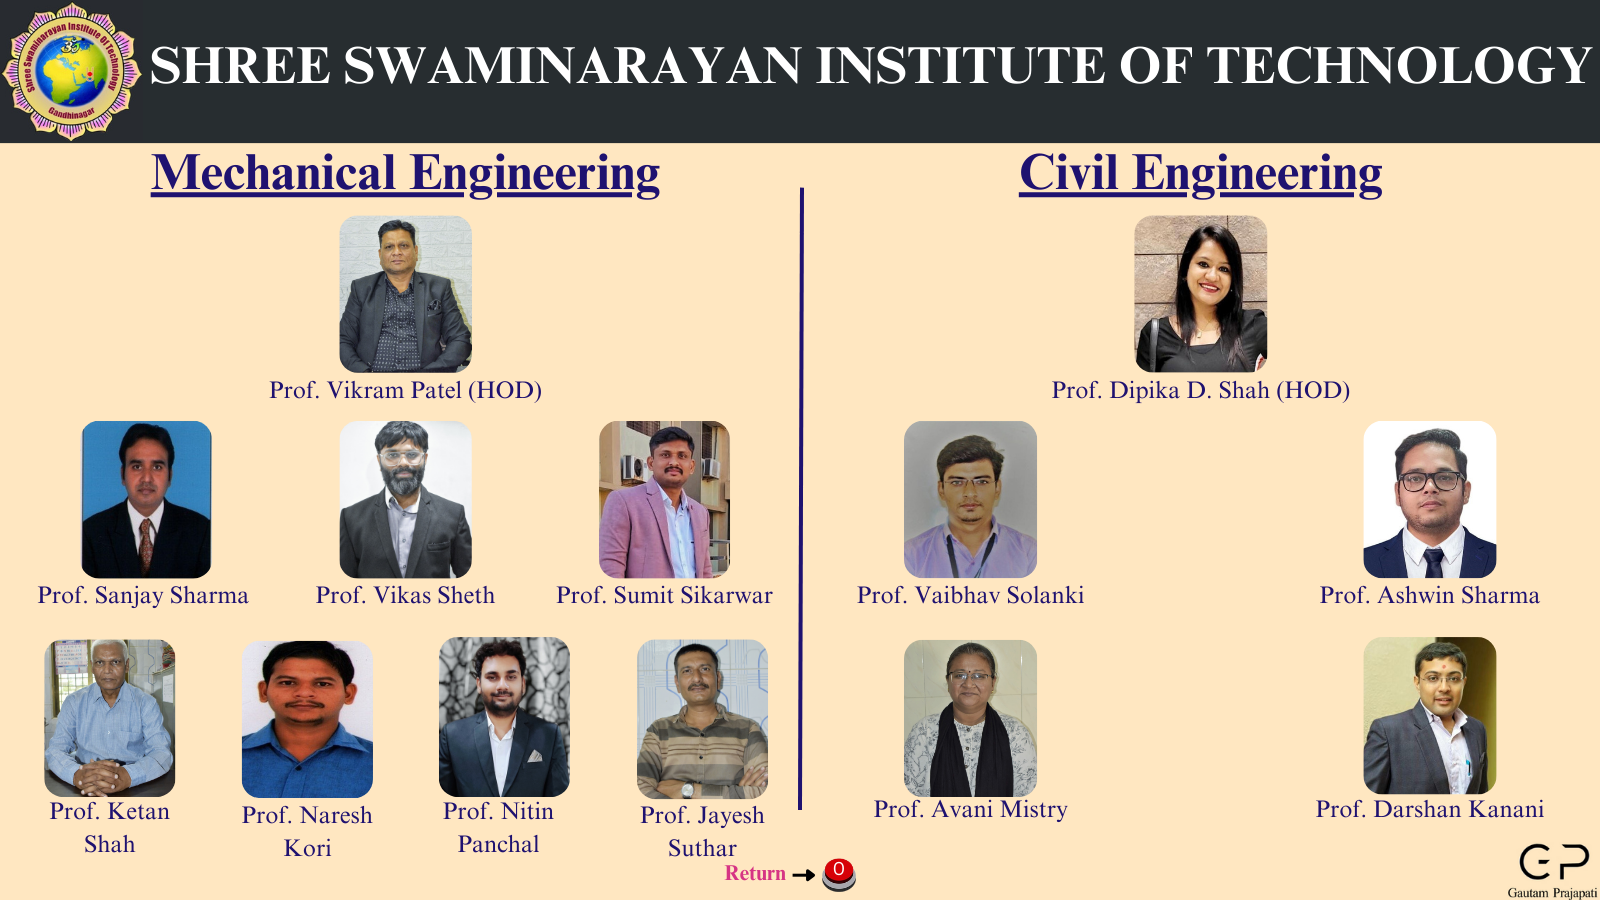 Shree Swaminarayan Institute Of Technology
ॐ
Gandhinagar
SHREE SWAMINARAYAN INSTITUTE OF TECHNOLOGY
Mechanical Engineering
Prof. Vikram Patel (HOD)
Prof. Sanjay Sharma
Prof. Vikas Sheth
Prof. Sumit Sikarwar
Prof. Ketan
Shah
Prof. Naresh
Kori
Prof. Nitin
Panchal
Prof. Jayesh
Suthar
Civil Engineering
Prof. Dipika D. Shah (HOD)
Prof. Vaibhav Solanki
Prof. Ashwin Sharma
Prof. Avani Mistry
Prof. Darshan Kanani
Return
0
GP
Gautam Prajapati